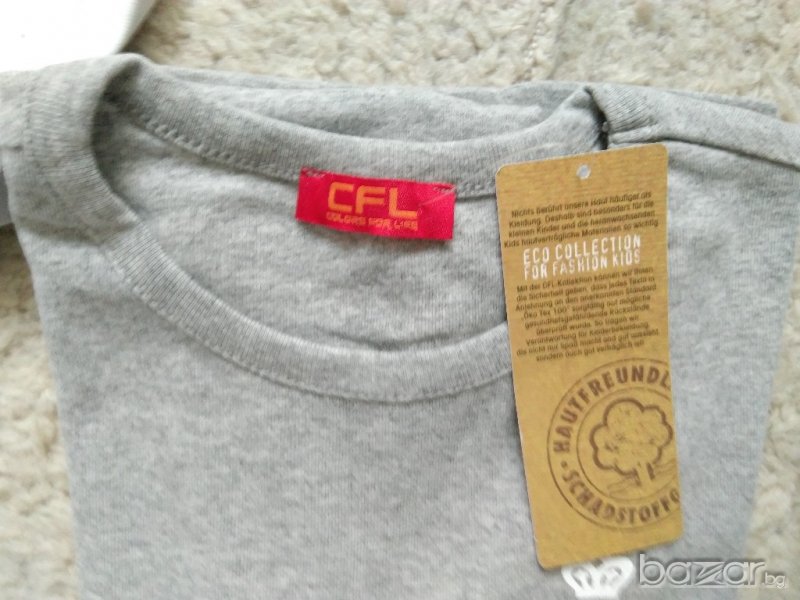 CFL
COLORS FOR LIFE
Nichts berührt unsere Haut häufiger als
Kleidung. Deshalb sind besonders für die
kleinen Kinder und die heranwachsenden
Kids hautverträgliche Materialien so wichtig
ECO COLLECTION
FOR FASHION KIDS
Mit der CFL-Kollektion können wir Ihnen
die Sicherheit geben, dass jedes Textil in
Anlehnung an den anerkannten Standard
Öko Tex 100 sorgfältig auf mögliche
gesundheitsgefährdende Rückstände
überprüft wurde. So tragen wir
Verantwortung für Kinderbekleidung,
die nicht nur Spaß macht und gut aussieht
sondern auch gut verträglich ist!
HAUTFREUNDL
SCHADSTOFFG
bazar.bg